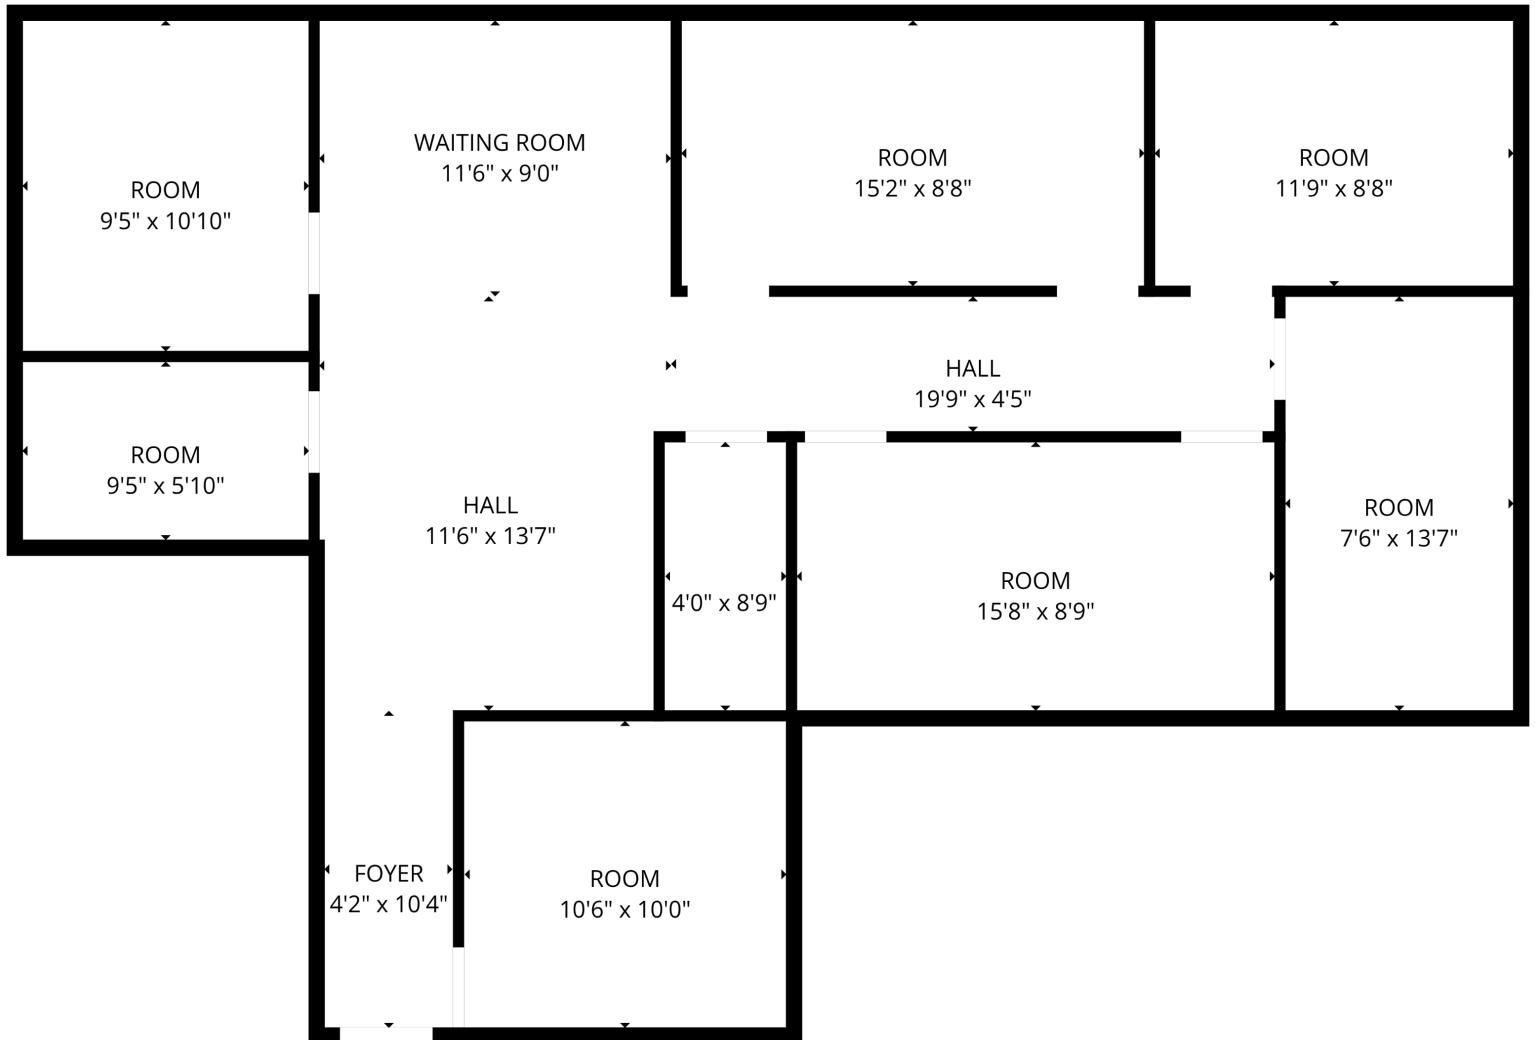 WAITING ROOM
11'6" x 9'0"
ROOM
15'2" x 8'8"
ROOM
11'9" x 8'8"
ROOM
9'5" x 10'10"
HALL
19'9" x 4'5"
ROOM
9'5" x 5'10"
HALL
11'6" x 13'7"
ROOM
7'6" x 13'7"
4'0" x 8'9"
ROOM
15'8" x 8'9"
FOYER
4'2" x 10'4"
ROOM
10'6" x 10'0"